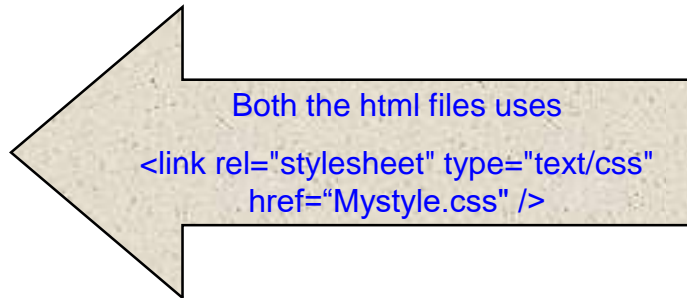 Both the html files uses
<link rel="stylesheet" type="text/css"
href=“Mystyle.css" />